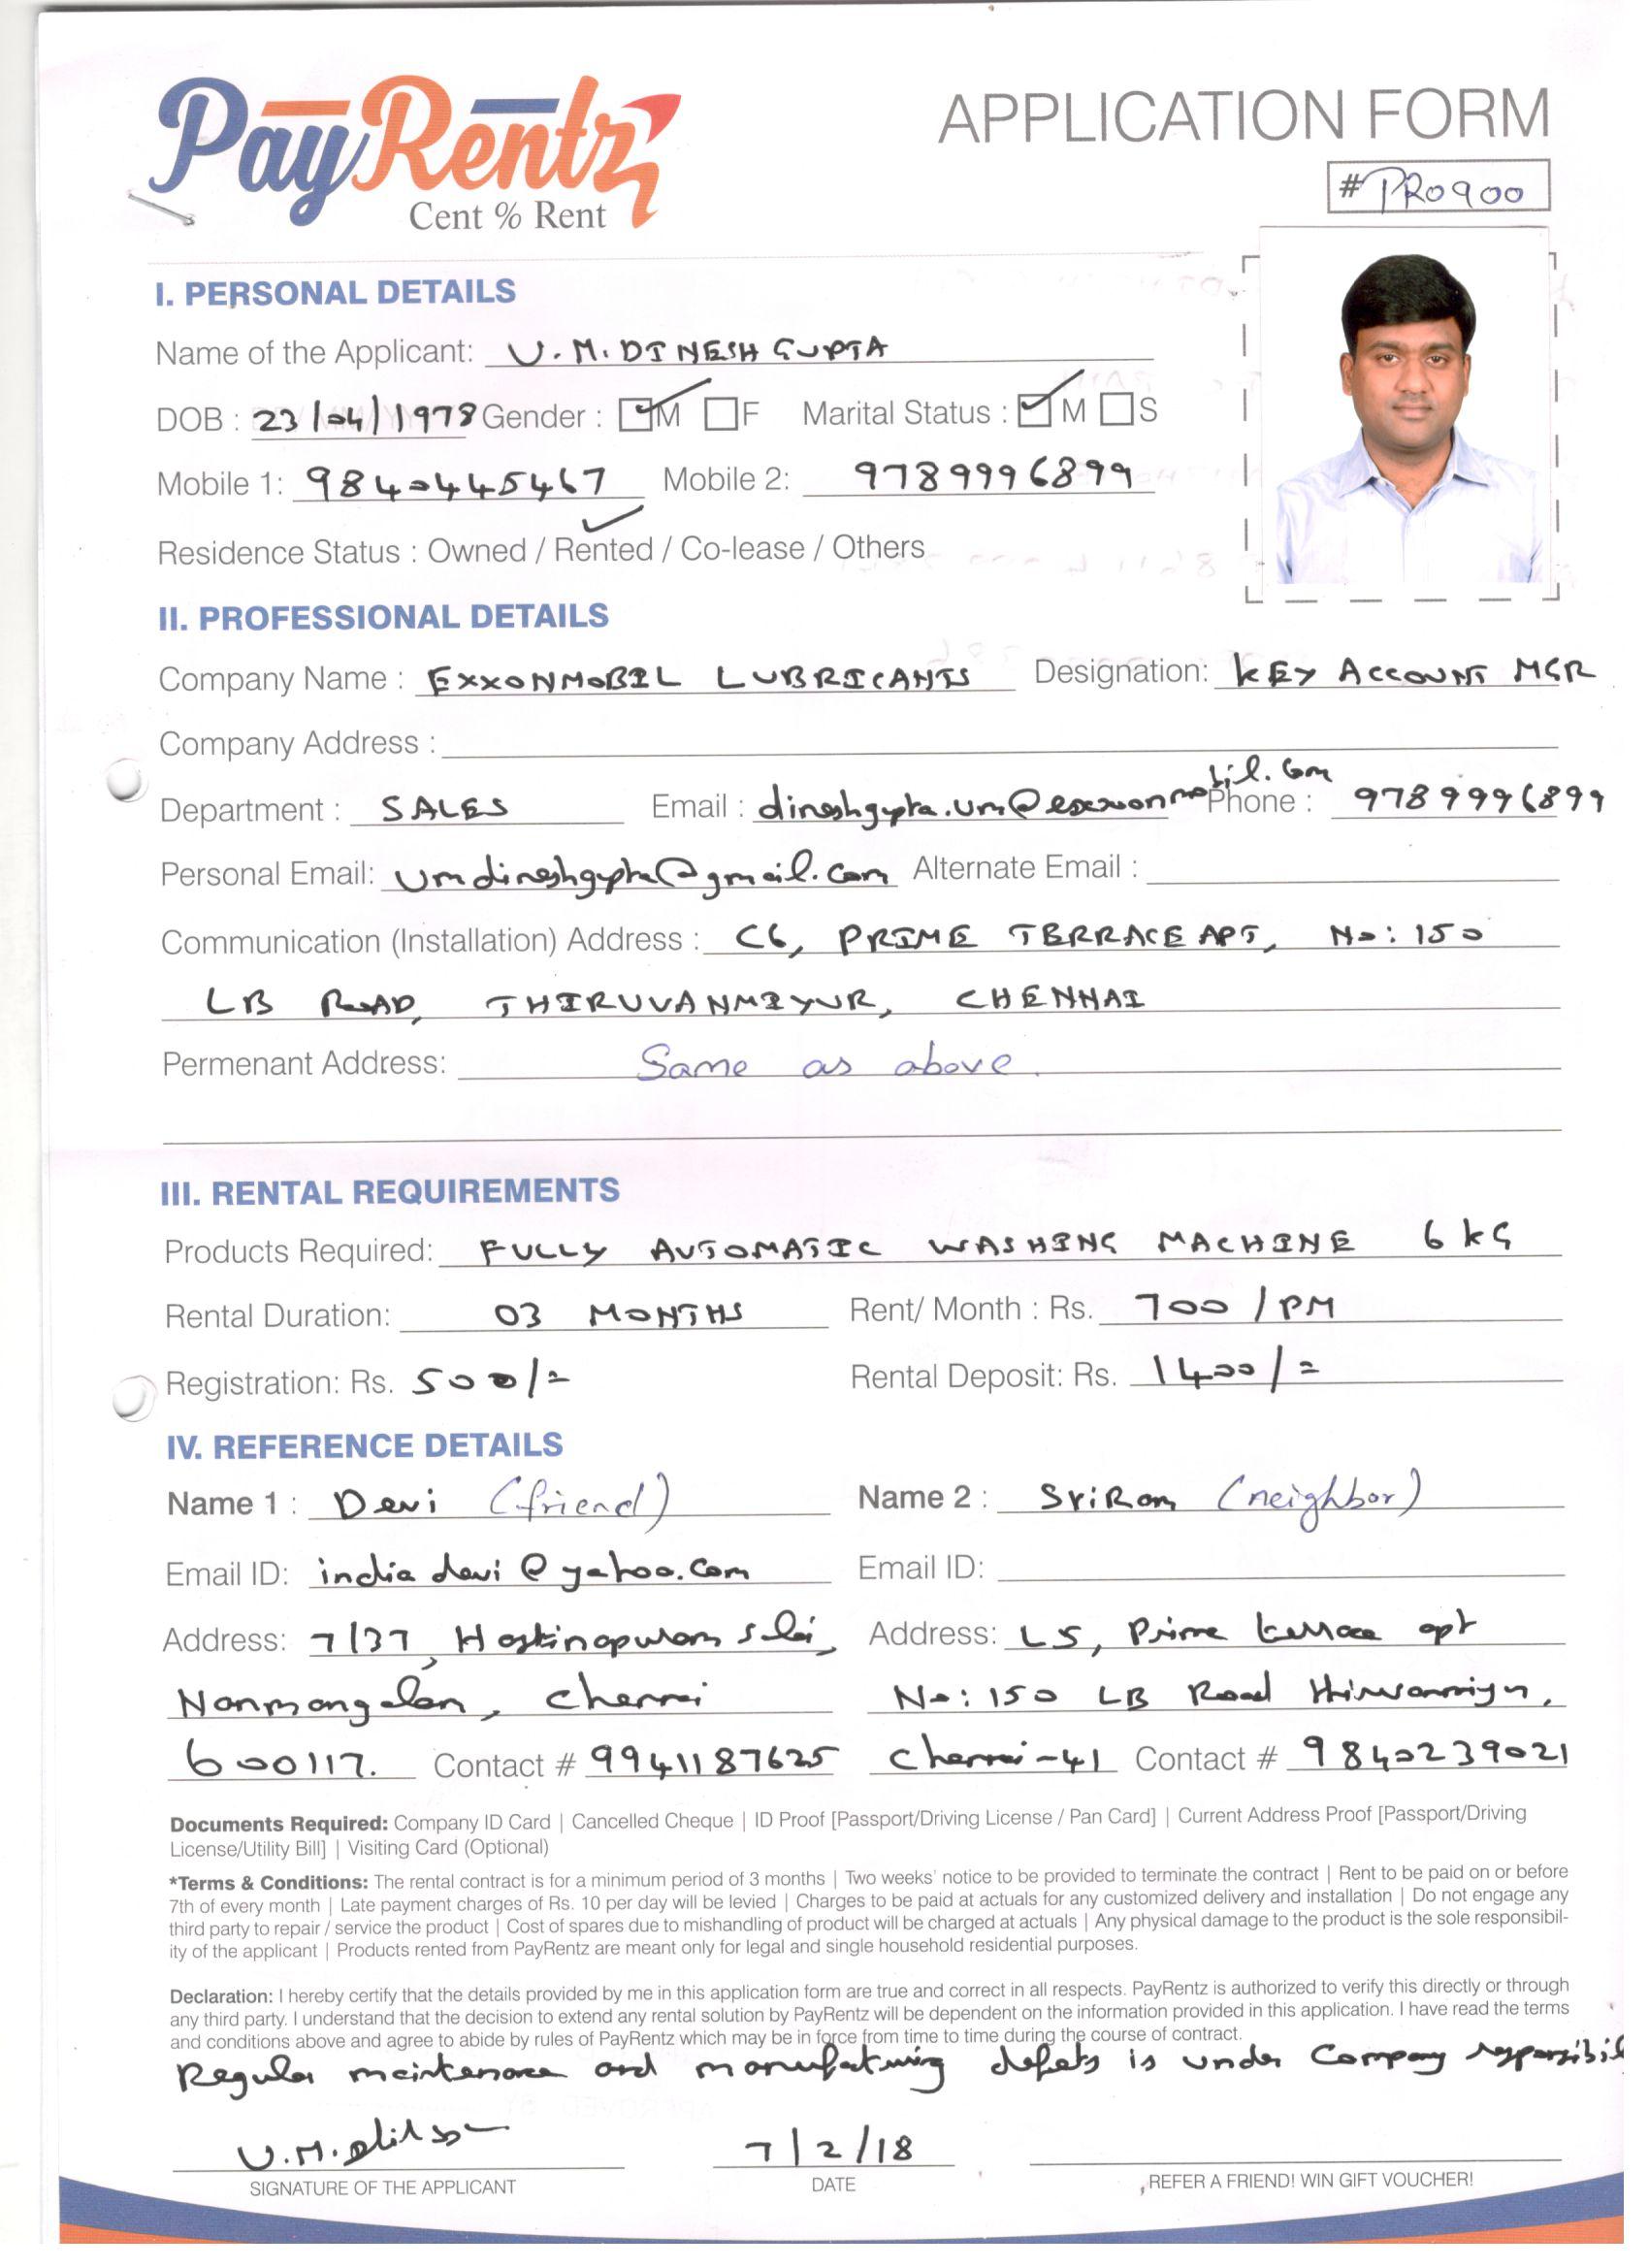 PayRentz
Cent % Rent
APPLICATION FORM
# PR0900
I. PERSONAL DETAILS
Name of the Applicant: U.M. DINESH GUPTA
DOB : 23/04/1978 Gender : M F Marital Status : M S
Mobile 1: 9840445467 Mobile 2: 9789996899
Residence Status : Owned / Rented / Co-lease / Others
II. PROFESSIONAL DETAILS
Company Name : EXXONMOBIL LUBRICANTS Designation: KEY ACCOUNT MGR
Company Address :
Department : SALES Email : dineshgupta.um@exxonmobil.com Phone : 9789996899
Personal Email: umdineshgupta@gmail.com Alternate Email :
Communication (Installation) Address : C6, PRIME TERRACE APT, No: 150
LB ROAD, THIRUVANMIYUR, CHENNAI
Permenant Address: Same as above.
III. RENTAL REQUIREMENTS
Products Required: FULLY AUTOMATIC WASHING MACHINE 6 KG
Rental Duration: 03 MONTHS Rent/ Month : Rs. 700 /PM
Registration: Rs. 500/= Rental Deposit: Rs. 1400/=
IV. REFERENCE DETAILS
Name 1 : Devi (friend) Name 2 : SriRam (neighbor)
Email ID: indiadevi@yahoo.com Email ID:
Address: 7/37, Hastinapuram salai, Address: L5, Prime terrace apt
Nanmangalam, Chennai No: 150 LB Road
600117. Contact # 9941187625 Chennai-41 Contact # 9840239021
Documents Required: Company ID Card | Cancelled Cheque | ID Proof [Passport/Driving License / Pan Card] | Current Address Proof [Passport/Driving
License/Utility Bill] | Visiting Card (Optional)
*Terms & Conditions: The rental contract is for a minimum period of 3 months | Two weeks' notice to be provided to terminate the contract | Rent to be paid on or before
7th of every month | Late payment charges of Rs. 10 per day will be levied | Charges to be paid at actuals for any customized delivery and installation | Do not engage any
third party to repair / service the product | Cost of spares due to mishandling of product will be charged at actuals | Any physical damage to the product is the sole responsibil-
ity of the applicant | Products rented from PayRentz are meant only for legal and single household residential purposes.
Declaration: I hereby certify that the details provided by me in this application form are true and correct in all respects. PayRentz is authorized to verify this directly or through
any third party. I understand that the decision to extend any rental solution by PayRentz will be dependent on the information provided in this application. I have read the terms
and conditions above and agree to abide by rules of PayRentz which may be in force from time to time during the course of contract.
Regular maintenance and manufaturing defets is under Company responsibil
U.M.
7/2/18
SIGNATURE OF THE APPLICANT DATE REFER A FRIEND! WIN GIFT VOUCHER!